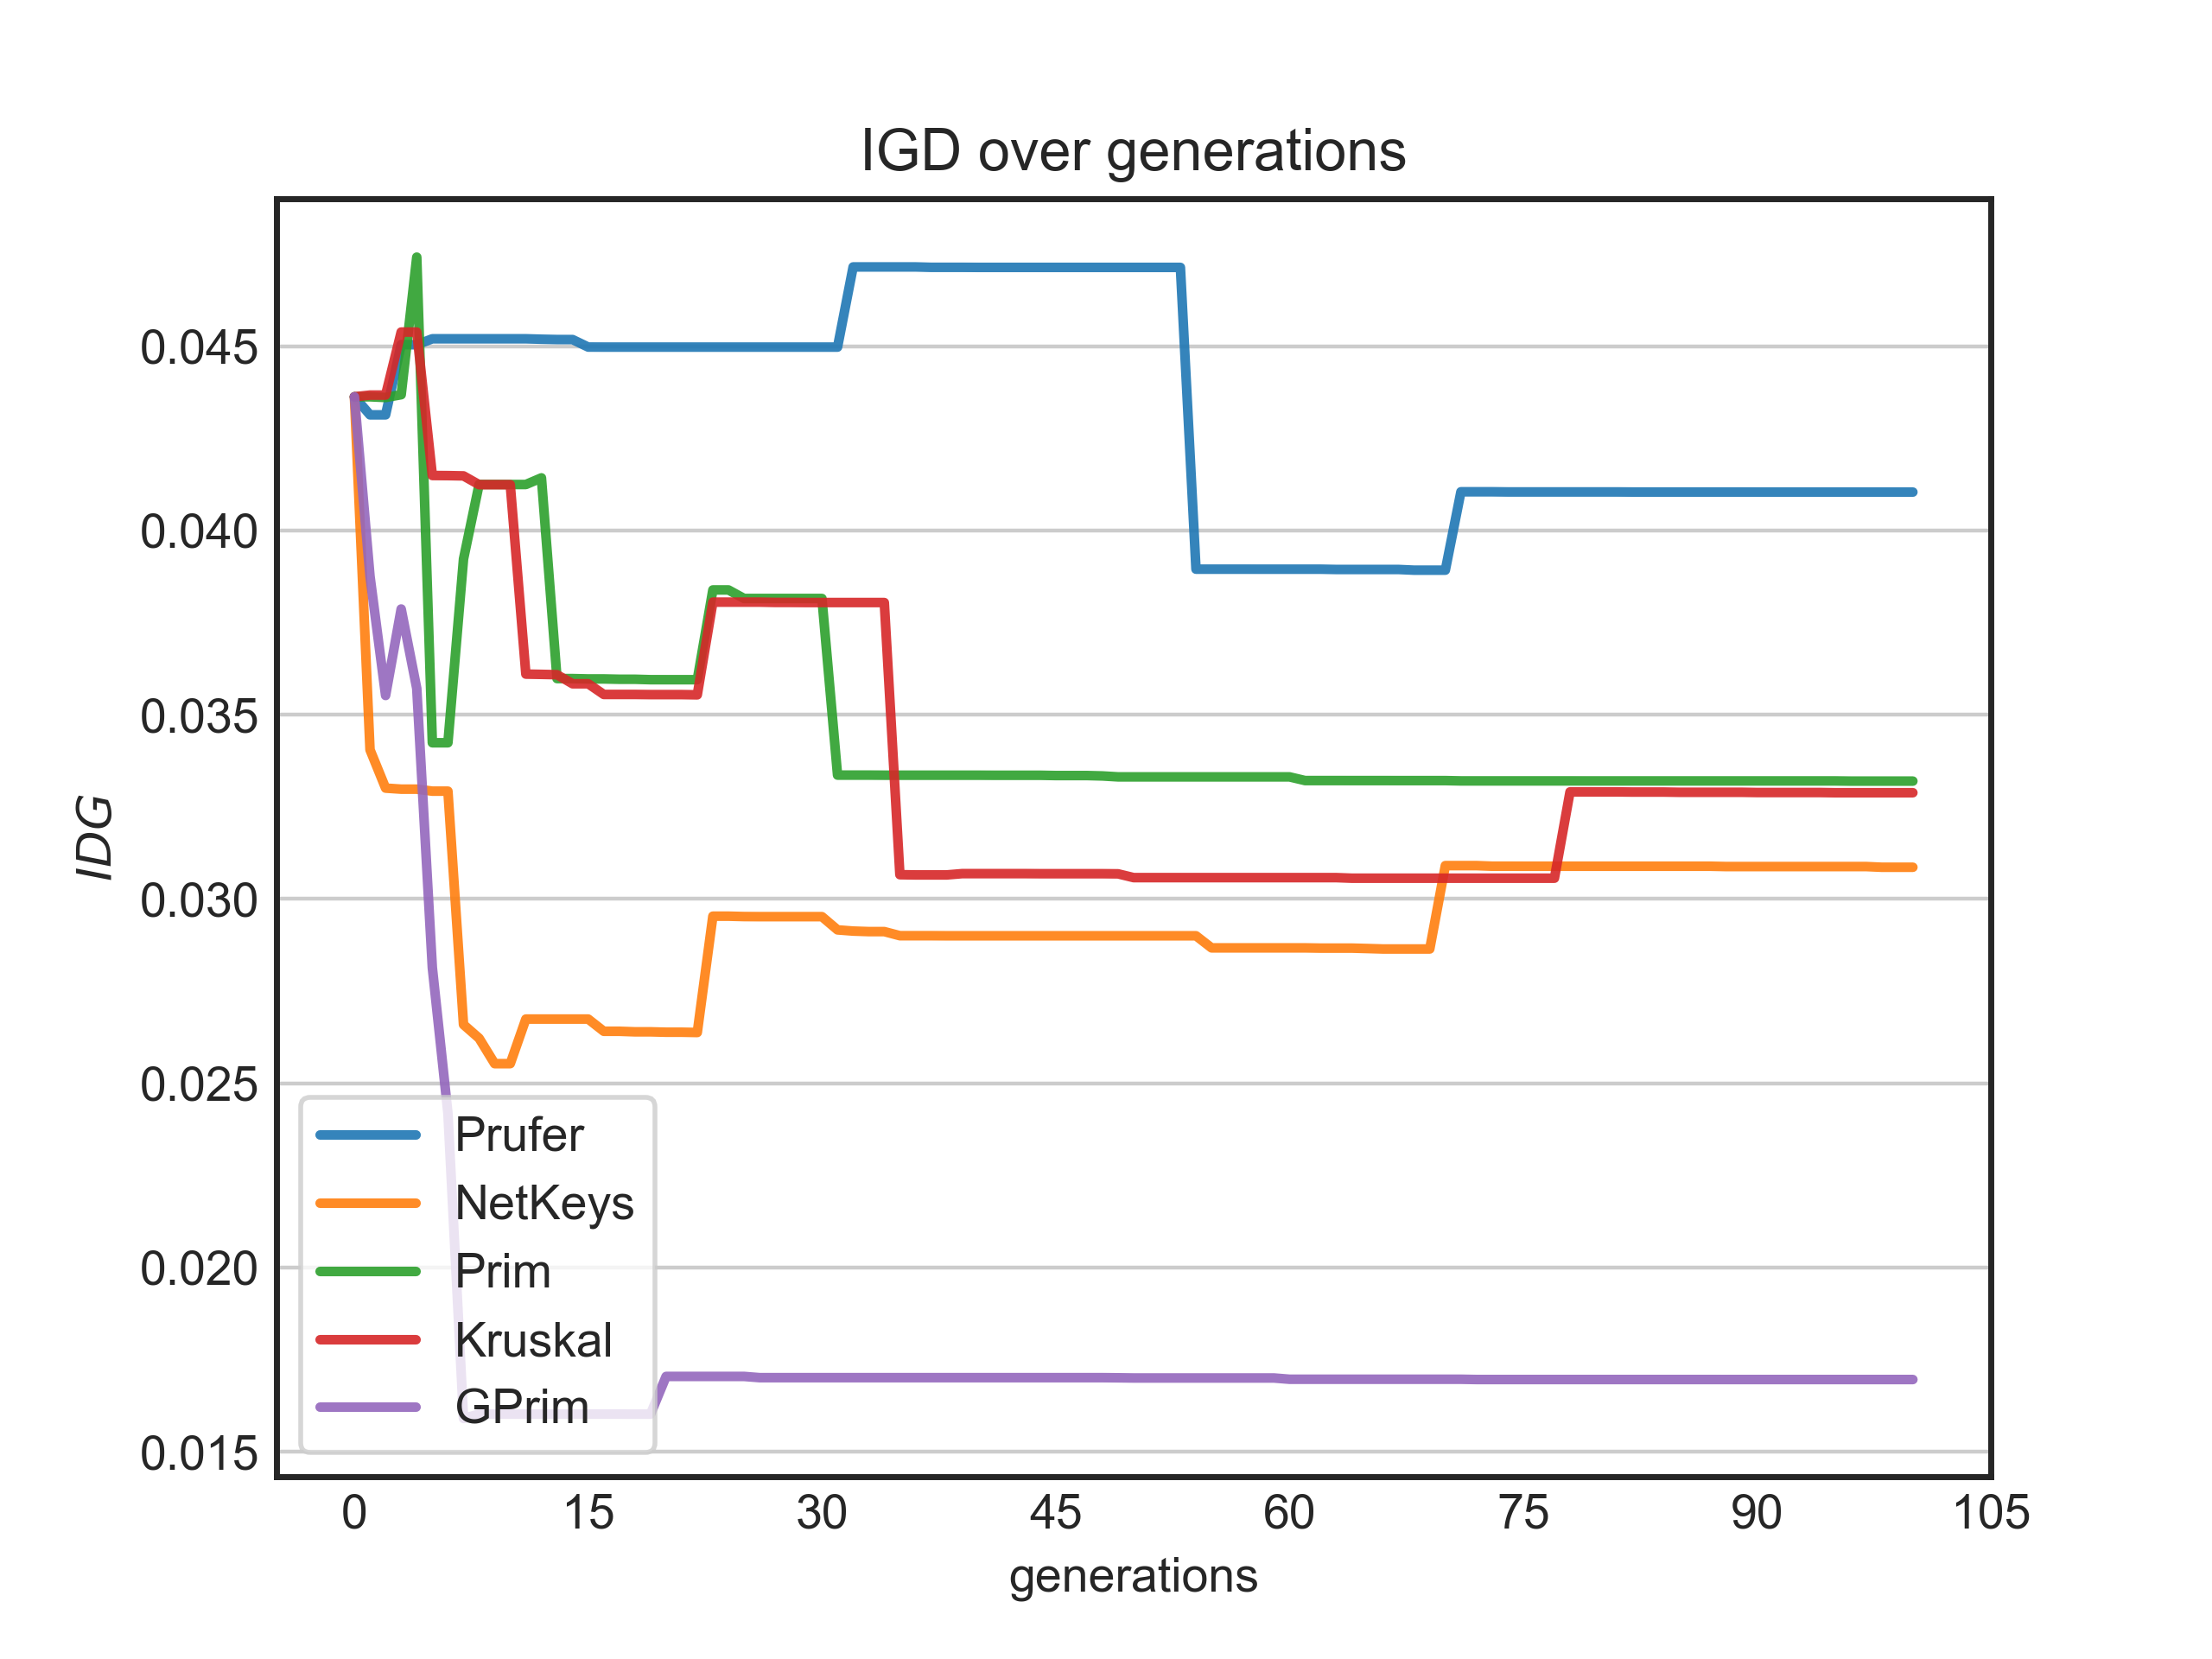 IGD over generations
IDG
0.045
0.040
0.035
0.030
0.025
0.020
0.015
Prufer
NetKeys
Prim
Kruskal
GPrim
0 15 30 45 60 75 90 105
generations